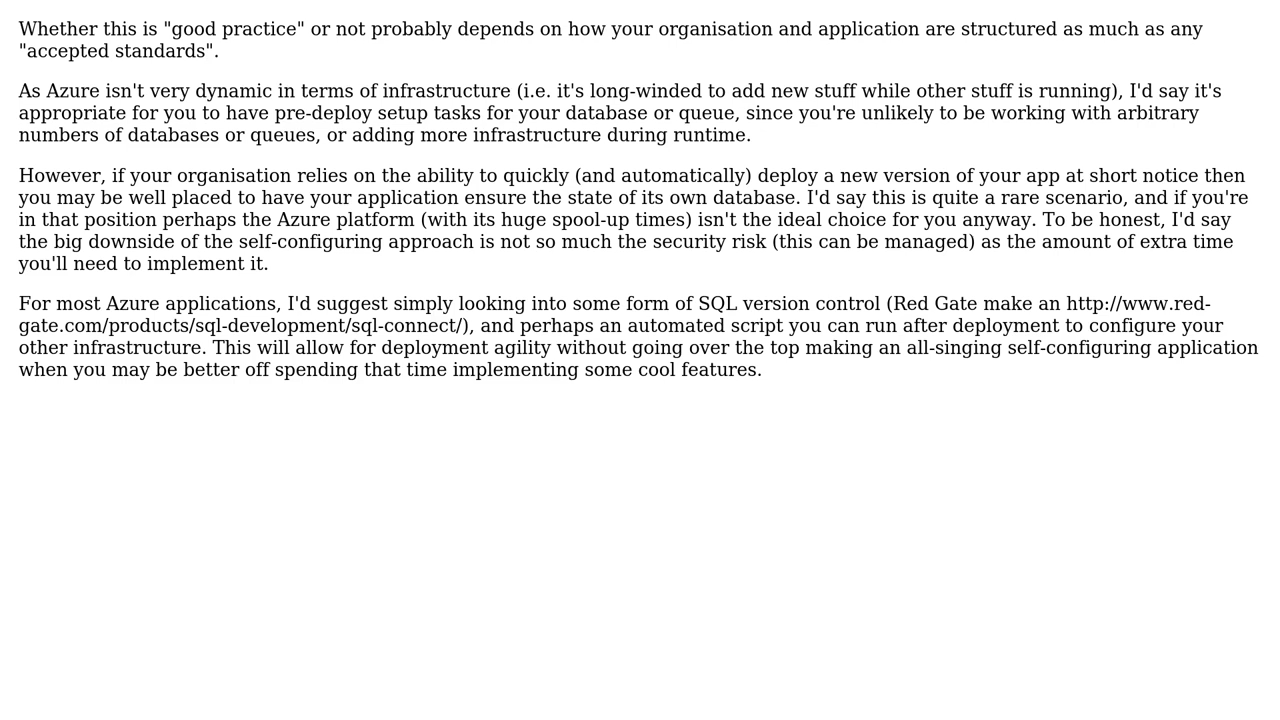 Whether this is "good practice" or not probably depends on how your organisation and application are structured as much as any
"accepted standards".
As Azure isn't very dynamic in terms of infrastructure (i.e. it's long-winded to add new stuff while other stuff is running), I'd say it's
appropriate for you to have pre-deploy setup tasks for your database or queue, since you're unlikely to be working with arbitrary
numbers of databases or queues, or adding more infrastructure during runtime.
However, if your organisation relies on the ability to quickly (and automatically) deploy a new version of your app at short notice then
you may be well placed to have your application ensure the state of its own database. I'd say this is quite a rare scenario, and if you're
in that position perhaps the Azure platform (with its huge spool-up times) isn't the ideal choice for you anyway. To be honest, I'd say
the big downside of the self-configuring approach is not so much the security risk (this can be managed) as the amount of extra time
you'll need to implement it.
For most Azure applications, I'd suggest simply looking into some form of SQL version control (Red Gate make an http://www.red-
gate.com/products/sql-development/sql-connect/), and perhaps an automated script you can run after deployment to configure your
other infrastructure. This will allow for deployment agility without going over the top making an all-singing self-configuring application
when you may be better off spending that time implementing some cool features.